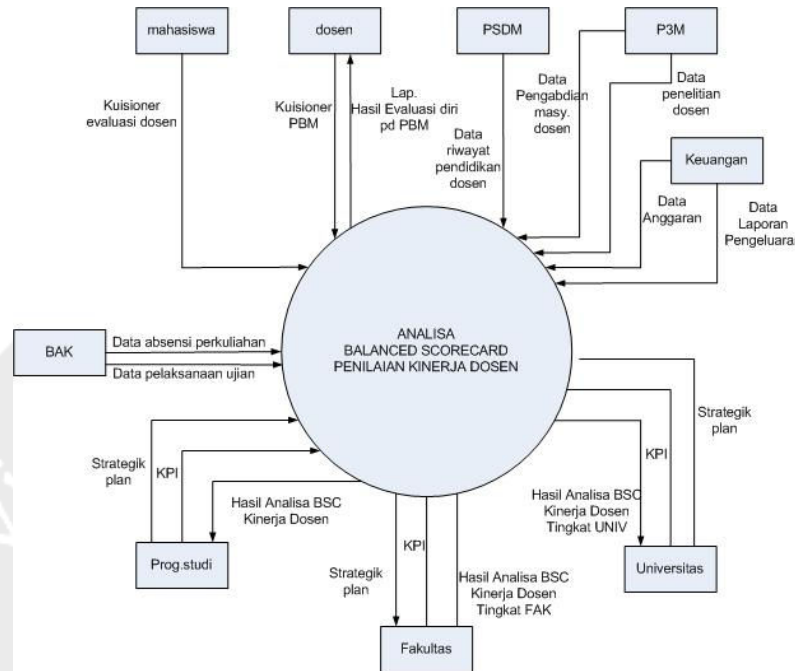 mahasiswa
dosen
PSDM
P3M
Kuisioner
evaluasi dosen
Kuisioner
PBM
Lap.
Hasil Evaluasi diri
pd PBM
Data
riwayat
pendidikan
dosen
Data
Pengabdian
masy.
dosen
Data
penelitian
dosen
Keuangan
Data
Anggaran
Data
Laporan
Pengeluara
ANALISA
BALANCED SCORECARD
PENILAIAN KINERJA DOSEN
BAK
Data absensi perkuliahan
Data pelaksanaan ujian
Strategik
plan
KPI
Hasil Analisa BSC
Kinerja Dosen
Prog.studi
Strategik
plan
KPI
Hasil Analisa BSC
Kinerja Dosen
Tingkat FAK
Fakultas
Hasil Analisa BSC
Kinerja Dosen
Tingkat UNIV
KPI
Strategik
plan
Universitas